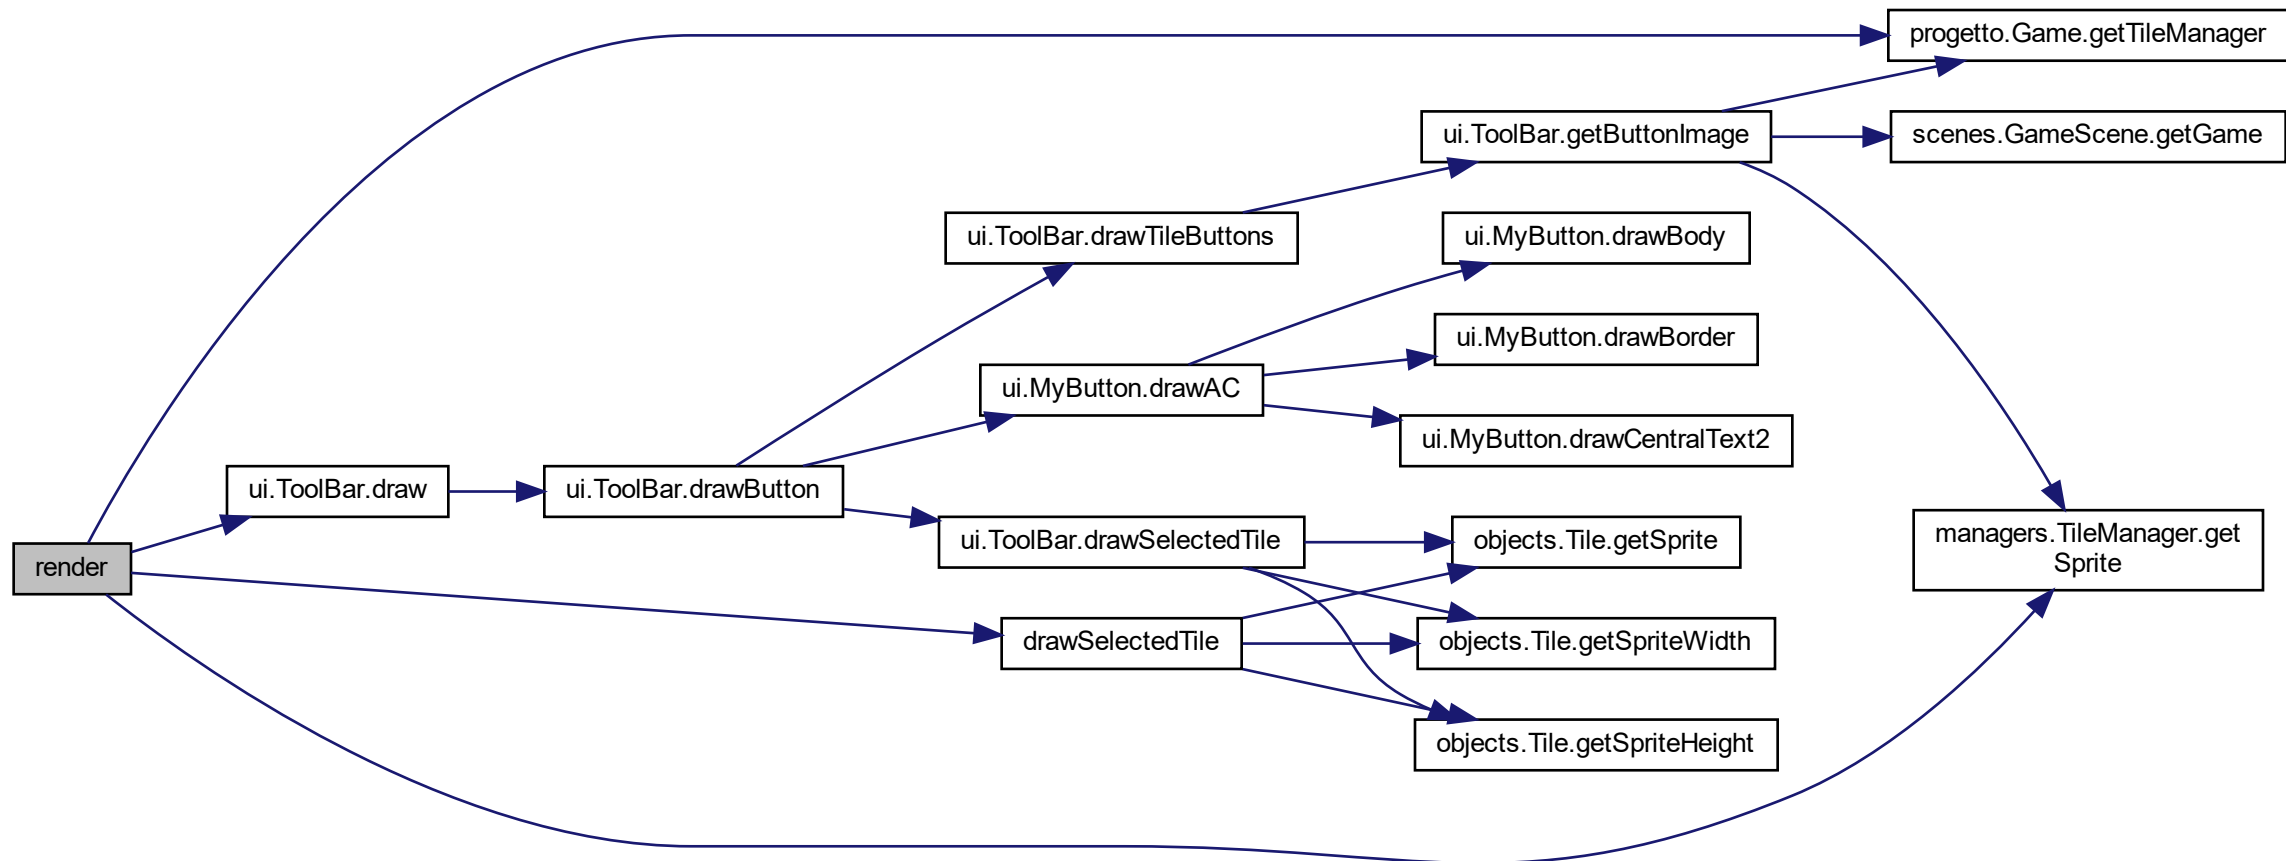 progetto.Game.getTileManager
ui.ToolBar.getButtonImage
scenes.GameScene.getGame
ui.ToolBar.drawTileButtons
ui.MyButton.drawBody
ui.MyButton.drawBorder
ui.MyButton.drawAC
ui.MyButton.drawCentralText2
ui.ToolBar.draw
ui.ToolBar.drawButton
ui.ToolBar.drawSelectedTile
objects.Tile.getSprite
managers.TileManager.get
Sprite
render
drawSelectedTile
objects.Tile.getSpriteWidth
objects.Tile.getSpriteHeight